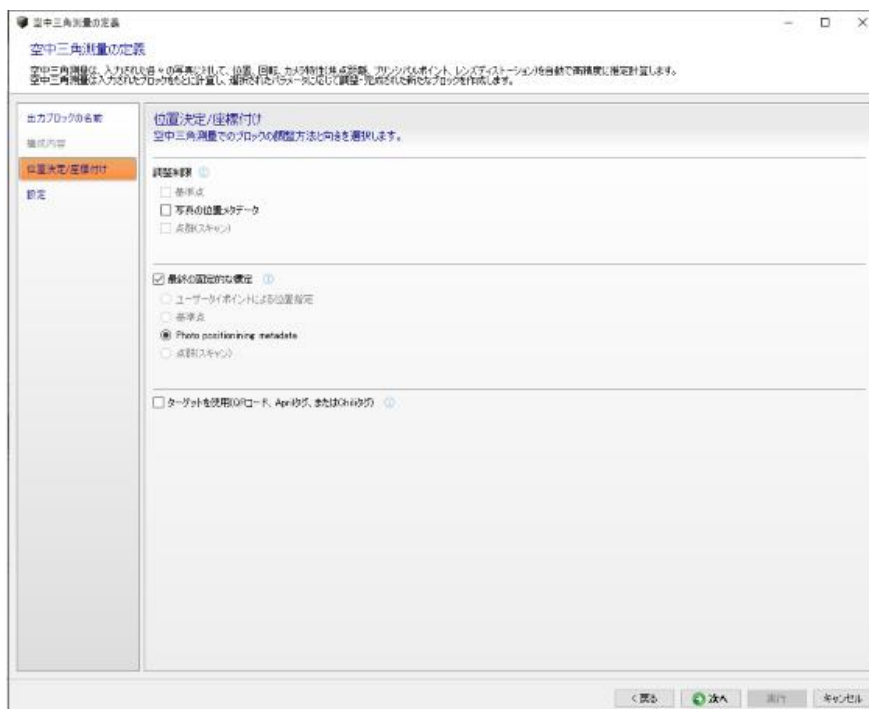 空中三角測量の定義
空中三角測量の定義
空中三角測量は、入力された各々の写真に対して、位置、回転、カメラ特性(焦点距離、プリンシパルポイント、レンズディストーション)を自動で高精度に推定計算します。
空中三角測量は入力されたブロックをもとに計算し、選択されたパラメータに応じて調整・完成された新たなブロックを作成します。
出力ブロックの名前
構成内容
位置決定/座標付け
設定
位置決定/座標付け
空中三角測量でのブロックの調整方法と向きを選択します。
調整制限
基準点
写真の位置メタデータ
点群(スキャン)
最終の固定的な標定
ユーザータイポイントによる位置指定
基準点
Photo positionining metadata
点群(スキャン)
ターゲットを使用(QRコード、Aprilタグ、またはChiliタグ)
< 戻る
次へ
実行
キャンセル